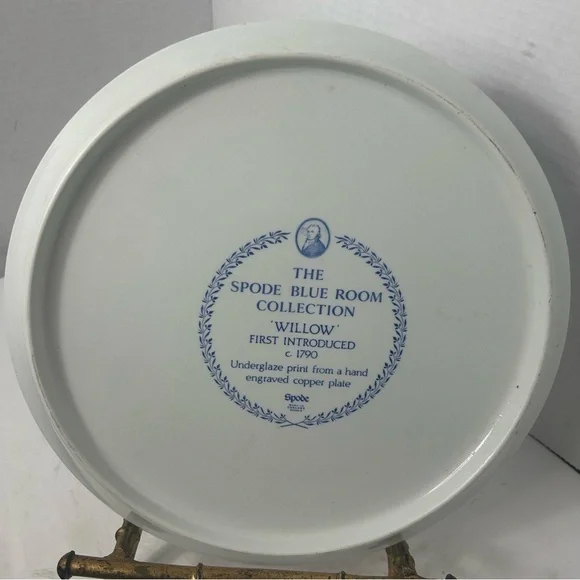 THE
SPODE BLUE ROOM
COLLECTION
'WILLOW'
FIRST INTRODUCED
c. 1790
Underglaze print from a hand
engraved copper plate
Spode